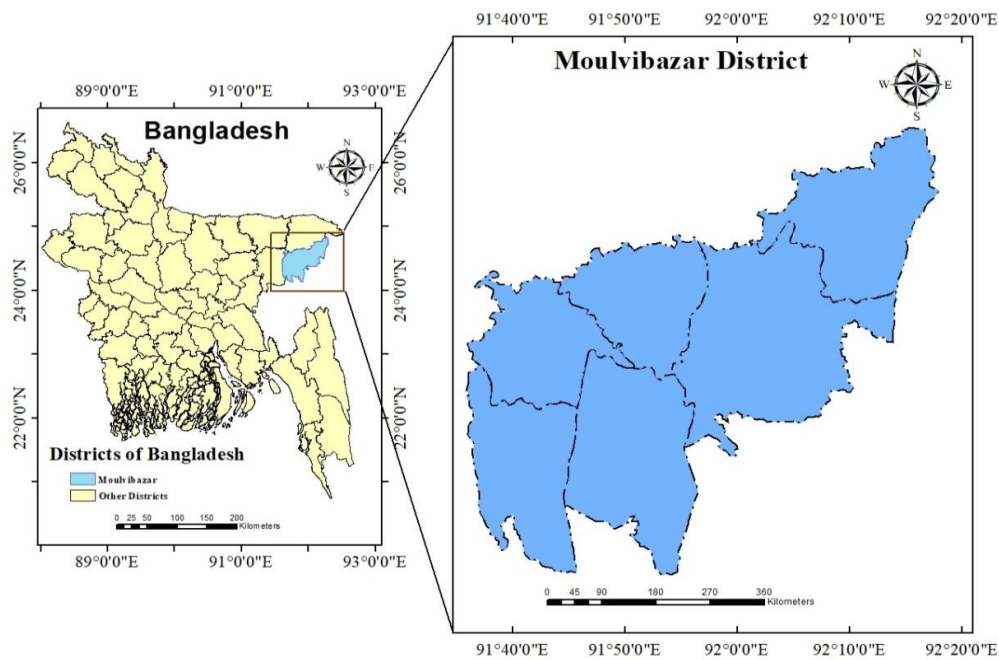 Bangladesh
N
W E
S
89°0'0"E 91°0'0"E 93°0'0"E
26°0'0"N
24°0'0"N
22°0'0"N
26°0'0"N
24°0'0"N
22°0'0"N
Districts of Bangladesh
Moulvibazar
Other Districts
0 25 50 100 150 200
Kilometers
89°0'0"E 91°0'0"E 93°0'0"E
91°40'0"E 91°50'0"E 92°0'0"E 92°10'0"E 92°20'0"E
Moulvibazar District
N
W E
S
0 45 90 180 270 360
Kilometers
91°40'0"E 91°50'0"E 92°0'0"E 92°10'0"E 92°20'0"E